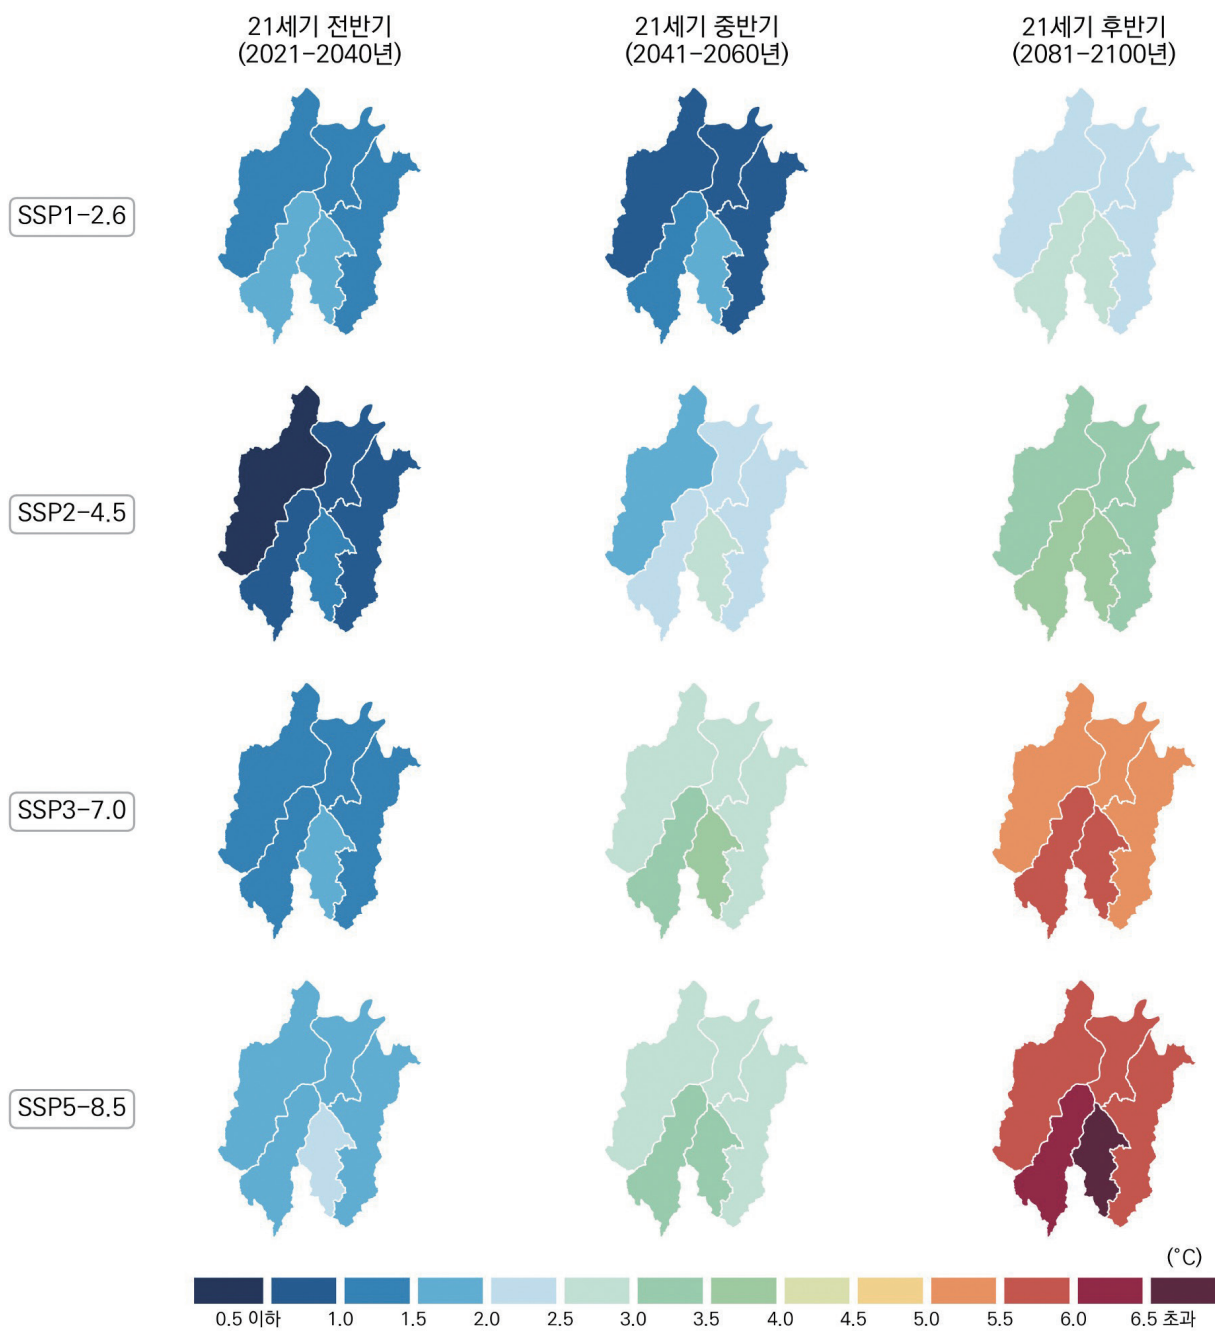 21세기 전반기
(2021-2040년)
21세기 중반기
(2041-2060년)
21세기 후반기
(2081-2100년)
SSP1-2.6
SSP2-4.5
SSP3-7.0
SSP5-8.5
(°C)
0.5 이하 1.0 1.5 2.0 2.5 3.0 3.5 4.0 4.5 5.0 5.5 6.0 6.5 초과